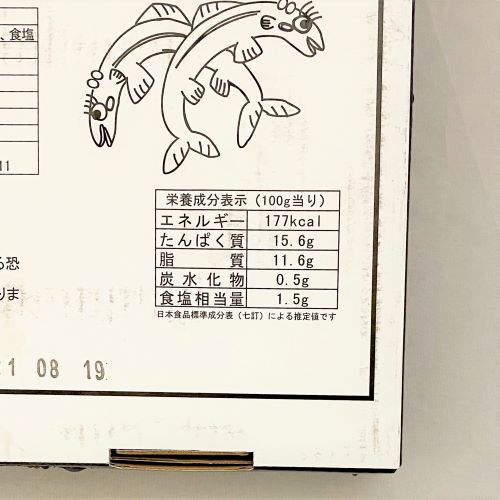 、食塩
11
栄養成分表示(100g当り)
エネルギー 177kcal
たんぱく質 15.6g
脂質 11.6g
炭水化物 0.5g
食塩相当量 1.5g
日本食品標準成分表(七訂)による推定値です
る恐
りま
1 08 19